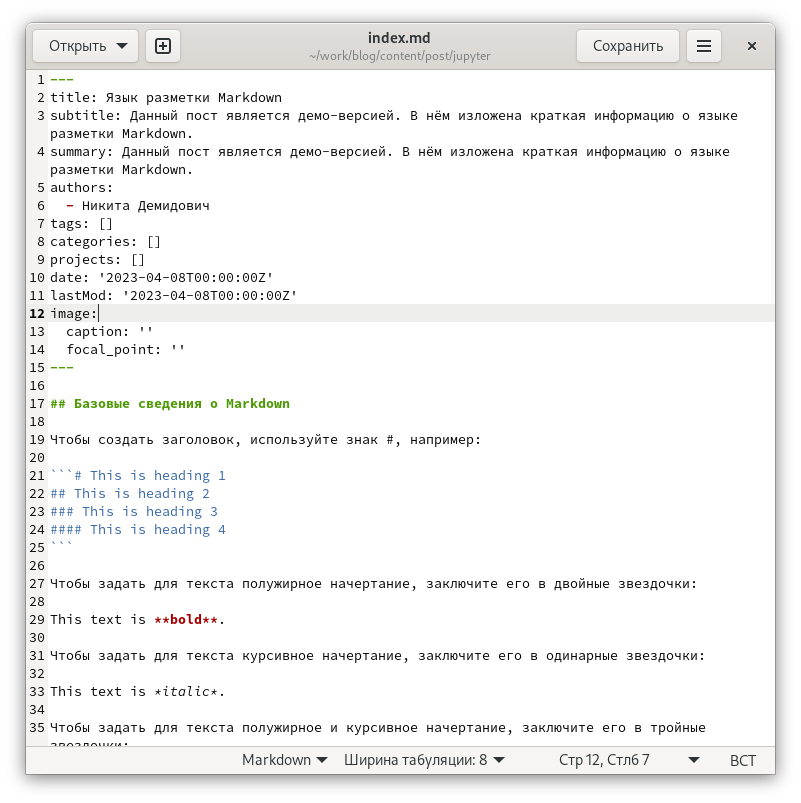 Открыть
index.md
~/work/blog/content/post/jupyter
Сохранить
1 ---
2 title: Язык разметки Markdown
3 subtitle: Данный пост является демо-версией. В нём изложена краткая информацию о языке
разметки Markdown.
4 summary: Данный пост является демо-версией. В нём изложена краткая информацию о языке
разметки Markdown.
5 authors:
6   - Никита Демидович
7 tags: []
8 categories: []
9 projects: []
10 date: '2023-04-08T00:00:00Z'
11 lastMod: '2023-04-08T00:00:00Z'
12 image:
13   caption: ''
14   focal_point: ''
15 ---
16
17 ## Базовые сведения о Markdown
18
19 Чтобы создать заголовок, используйте знак #, например:
20
21 ```# This is heading 1
22 ## This is heading 2
23 ### This is heading 3
24 #### This is heading 4
25 ```
26
27 Чтобы задать для текста полужирное начертание, заключите его в двойные звездочки:
28
29 This text is **bold**.
30
31 Чтобы задать для текста курсивное начертание, заключите его в одинарные звездочки:
32
33 This text is *italic*.
34
35 Чтобы задать для текста полужирное и курсивное начертание, заключите его в тройные
звездочки:
Markdown
Ширина табуляции: 8
Стр 12, Стлб 7
ВСТ